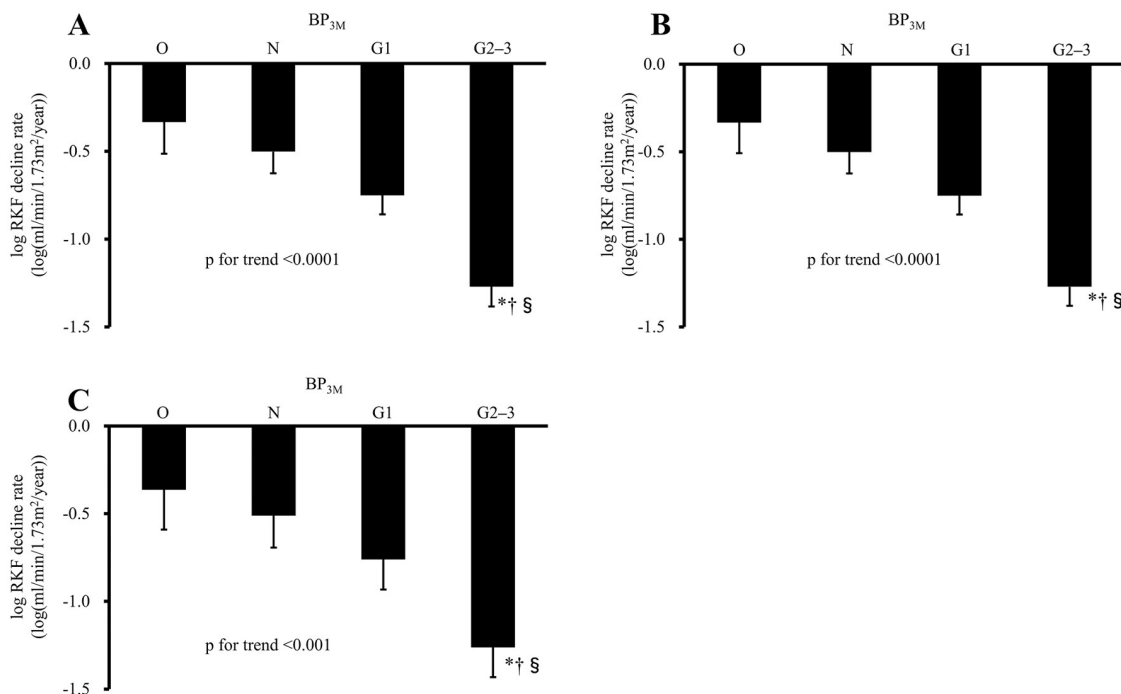 A
BP3M
O N G1 G2–3
0.0
-0.5
-1.0
-1.5
log RKF decline rate
(log(ml/min/1.73m²/year))
p for trend <0.0001
*† §
B
BP3M
O N G1 G2–3
0.0
-0.5
-1.0
-1.5
log RKF decline rate
(log(ml/min/1.73m²/year))
p for trend <0.0001
*† §
C
BP3M
O N G1 G2–3
0.0
-0.5
-1.0
-1.5
log RKF decline rate
(log(ml/min/1.73m²/year))
p for trend <0.001
*† §